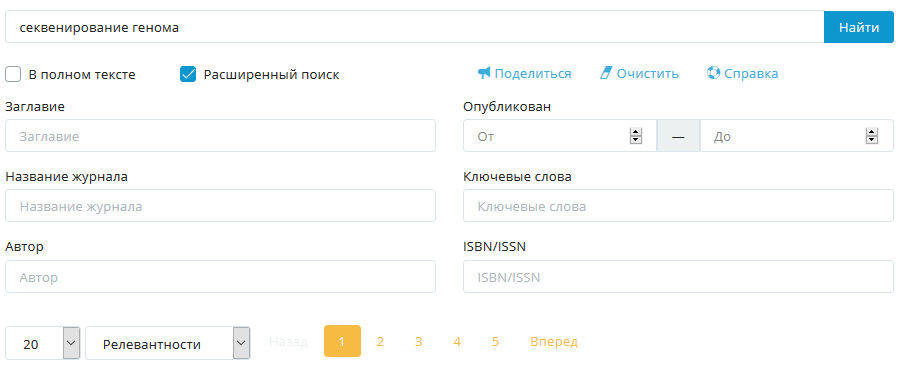 секвенирование генома Найти
В полном тексте Расширенный поиск Поделиться Очистить Справка
Заглавие Опубликован
Заглавие От — До
Название журнала Ключевые слова
Название журнала Ключевые слова
Автор ISBN/ISSN
Автор ISBN/ISSN
20 Релевантности Назад 1 2 3 4 5 Вперед